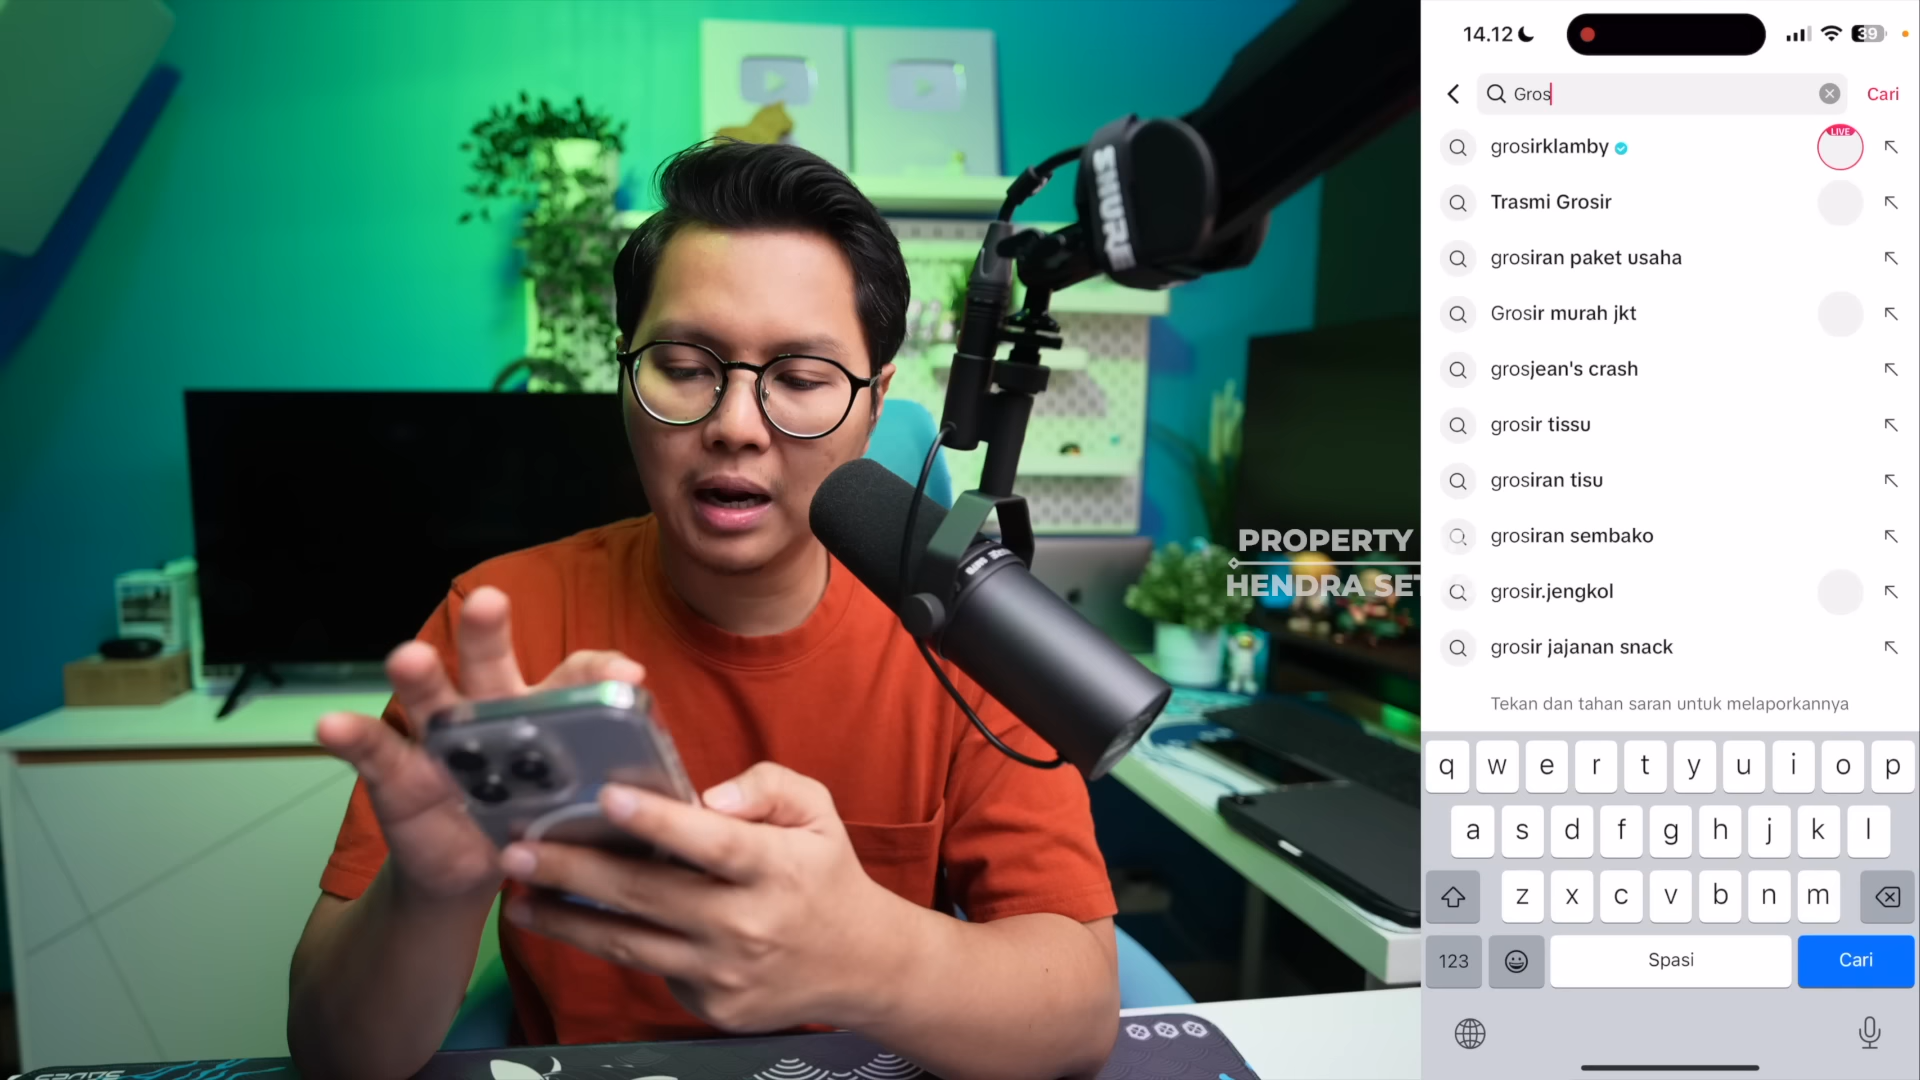 14.12
39
Gros
Cari
grosirklamby
LIVE
Trasmi Grosir
grosiran paket usaha
Grosir murah jkt
grosjean's crash
grosir tissu
grosiran tisu
grosiran sembako
grosir.jengkol
grosir jajanan snack
Tekan dan tahan saran untuk melaporkannya
q w e r t y u i o p
a s d f g h j k l
z x c v b n m
123
Spasi
Cari
SHURE
PROPERTY
HENDRA SET